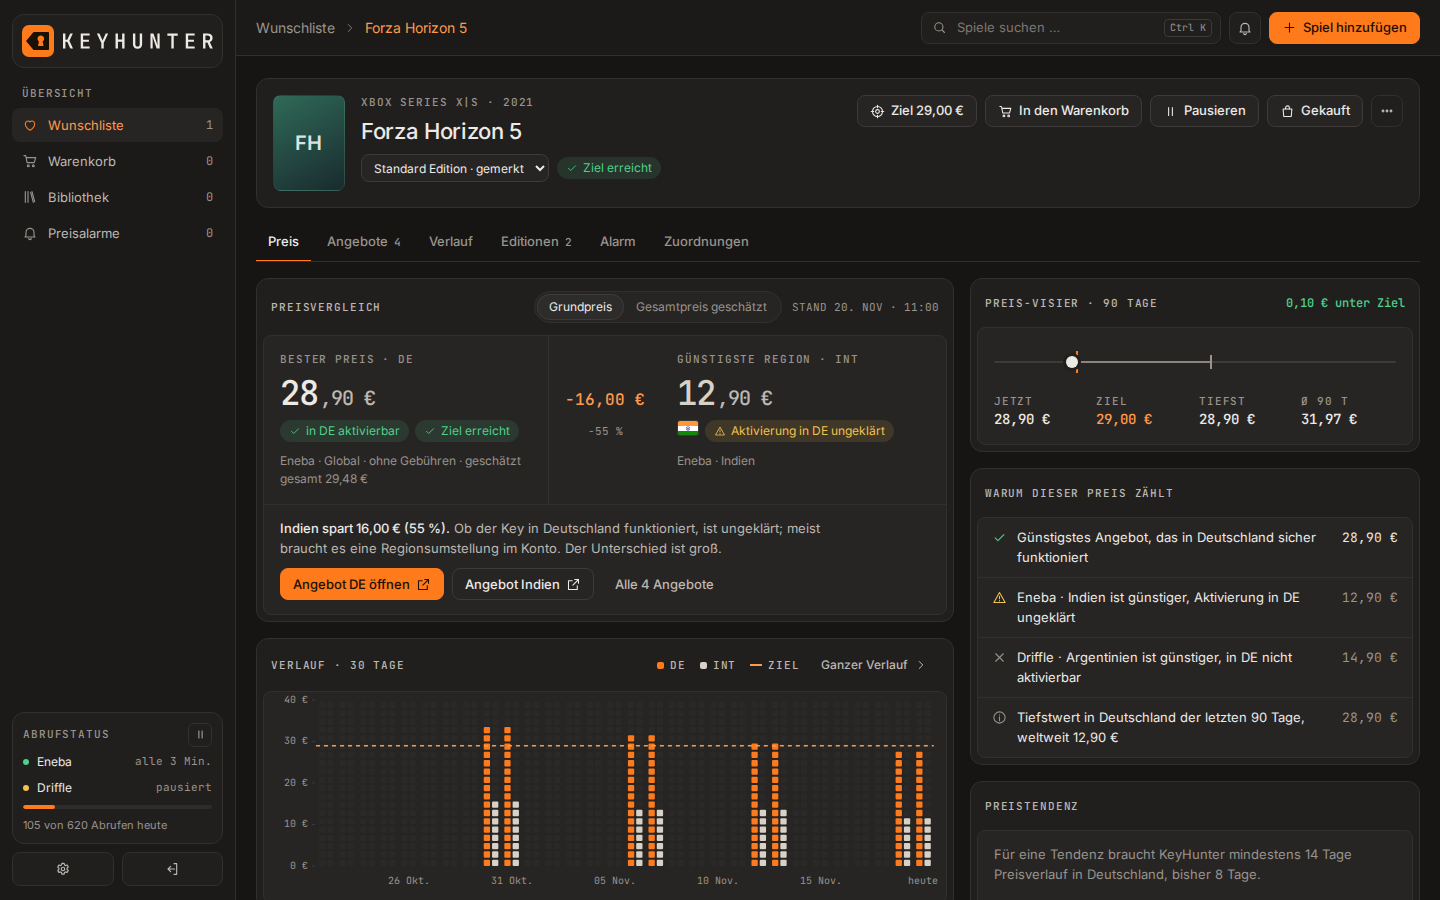 KEYHUNTER
ÜBERSICHT
Wunschliste 1
Warenkorb 0
Bibliothek 0
Preisalarme 0
ABRUFSTATUS
Eneba alle 3 Min.
Driffle pausiert
105 von 620 Abrufen heute
Wunschliste Forza Horizon 5
Spiele suchen ... Ctrl K
Spiel hinzufügen
FH
XBOX SERIES X|S · 2021
Forza Horizon 5
Standard Edition · gemerkt
Ziel erreicht
Ziel 29,00 €
In den Warenkorb
Pausieren
Gekauft
Preis
Angebote 4
Verlauf
Editionen 2
Alarm
Zuordnungen
PREISVERGLEICH
Grundpreis
Gesamtpreis geschätzt
STAND 20. NOV · 11:00
BESTER PREIS · DE
28,90 €
in DE aktivierbar
Ziel erreicht
Eneba · Global · ohne Gebühren · geschätzt
gesamt 29,48 €
-16,00 €
-55 %
GÜNSTIGSTE REGION · INT
12,90 €
Aktivierung in DE ungeklärt
Eneba · Indien
Indien spart 16,00 € (55 %). Ob der Key in Deutschland funktioniert, ist ungeklärt; meist
braucht es eine Regionsumstellung im Konto. Der Unterschied ist groß.
Angebot DE öffnen
Angebot Indien
Alle 4 Angebote
VERLAUF · 30 TAGE
DE
INT
ZIEL
Ganzer Verlauf
40 €
30 €
20 €
10 €
0 €
26 Okt.
31 Okt.
05 Nov.
10 Nov.
15 Nov.
heute
PREIS-VISIER · 90 TAGE
0,10 € unter Ziel
JETZT ZIEL TIEFST Ø 90 T
28,90 € 29,00 € 28,90 € 31,97 €
WARUM DIESER PREIS ZÄHLT
Günstigstes Angebot, das in Deutschland sicher 28,90 €
funktioniert
Eneba · Indien ist günstiger, Aktivierung in DE 12,90 €
ungeklärt
Driffle · Argentinien ist günstiger, in DE nicht 14,90 €
aktivierbar
Tiefstwert in Deutschland der letzten 90 Tage, 28,90 €
weltweit 12,90 €
PREISTENDENZ
Für eine Tendenz braucht KeyHunter mindestens 14 Tage
Preisverlauf in Deutschland, bisher 8 Tage.